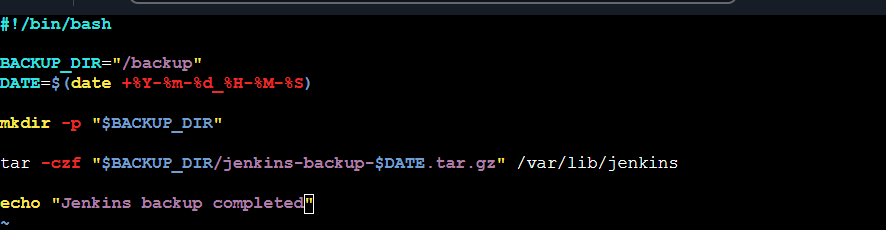 #!/bin/bash
BACKUP_DIR="/backup"
DATE=$(date +%Y-%m-%d_%H-%M-%S)
mkdir -p "$BACKUP_DIR"
tar -czf "$BACKUP_DIR/jenkins-backup-$DATE.tar.gz" /var/lib/jenkins
echo "Jenkins backup completed"
~